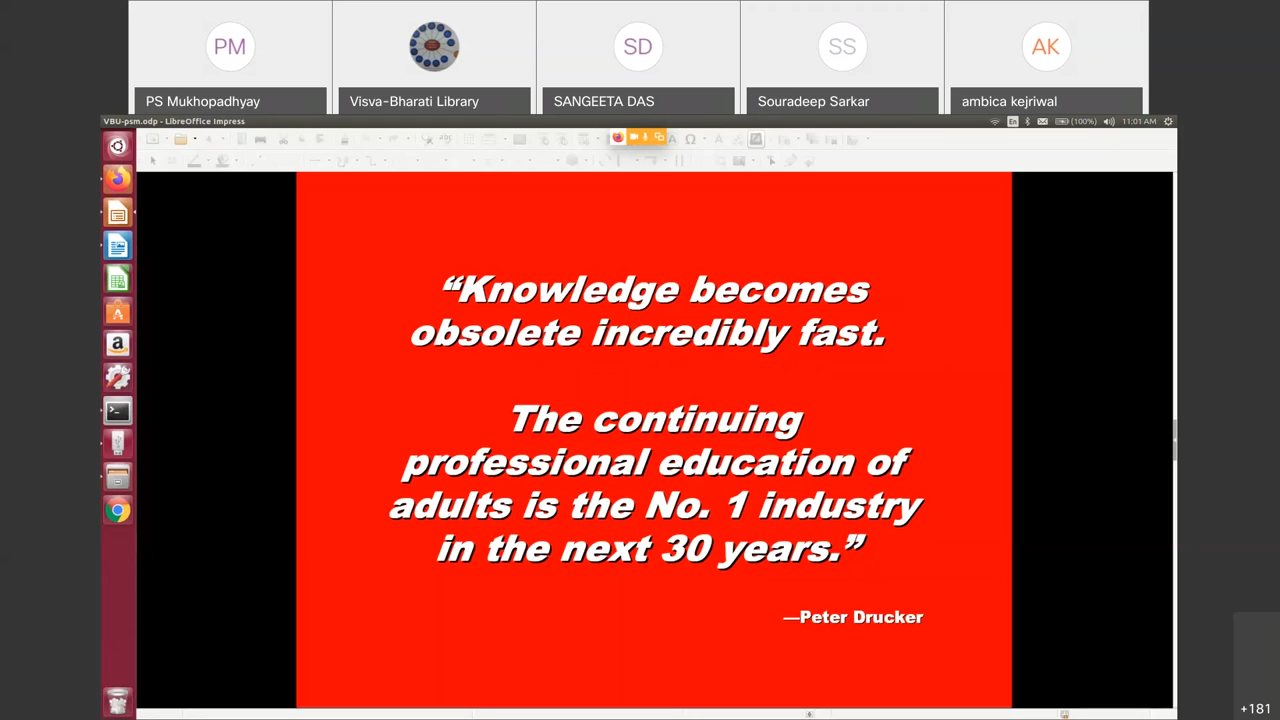 PM
SD
SS
AK
PS Mukhopadhyay
Visva-Bharati Library
SANGEETA DAS
Souradeep Sarkar
ambica kejriwal
VBU-psm.odp - LibreOffice Impress
En
(100%)
11:01 AM
“Knowledge becomes
obsolete incredibly fast.
The continuing
professional education of
adults is the No. 1 industry
in the next 30 years.”
—Peter Drucker
+181